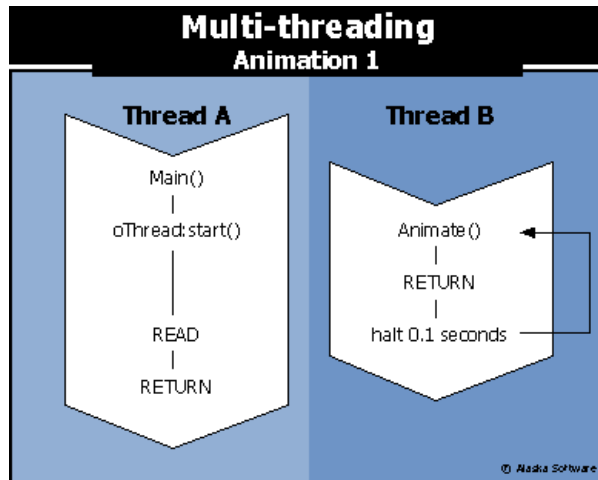 Multi-threading
Animation 1
Thread A
Main()
oThread:start()
READ
RETURN
Thread B
Animate()
RETURN
halt 0.1 seconds
© Alaska Software